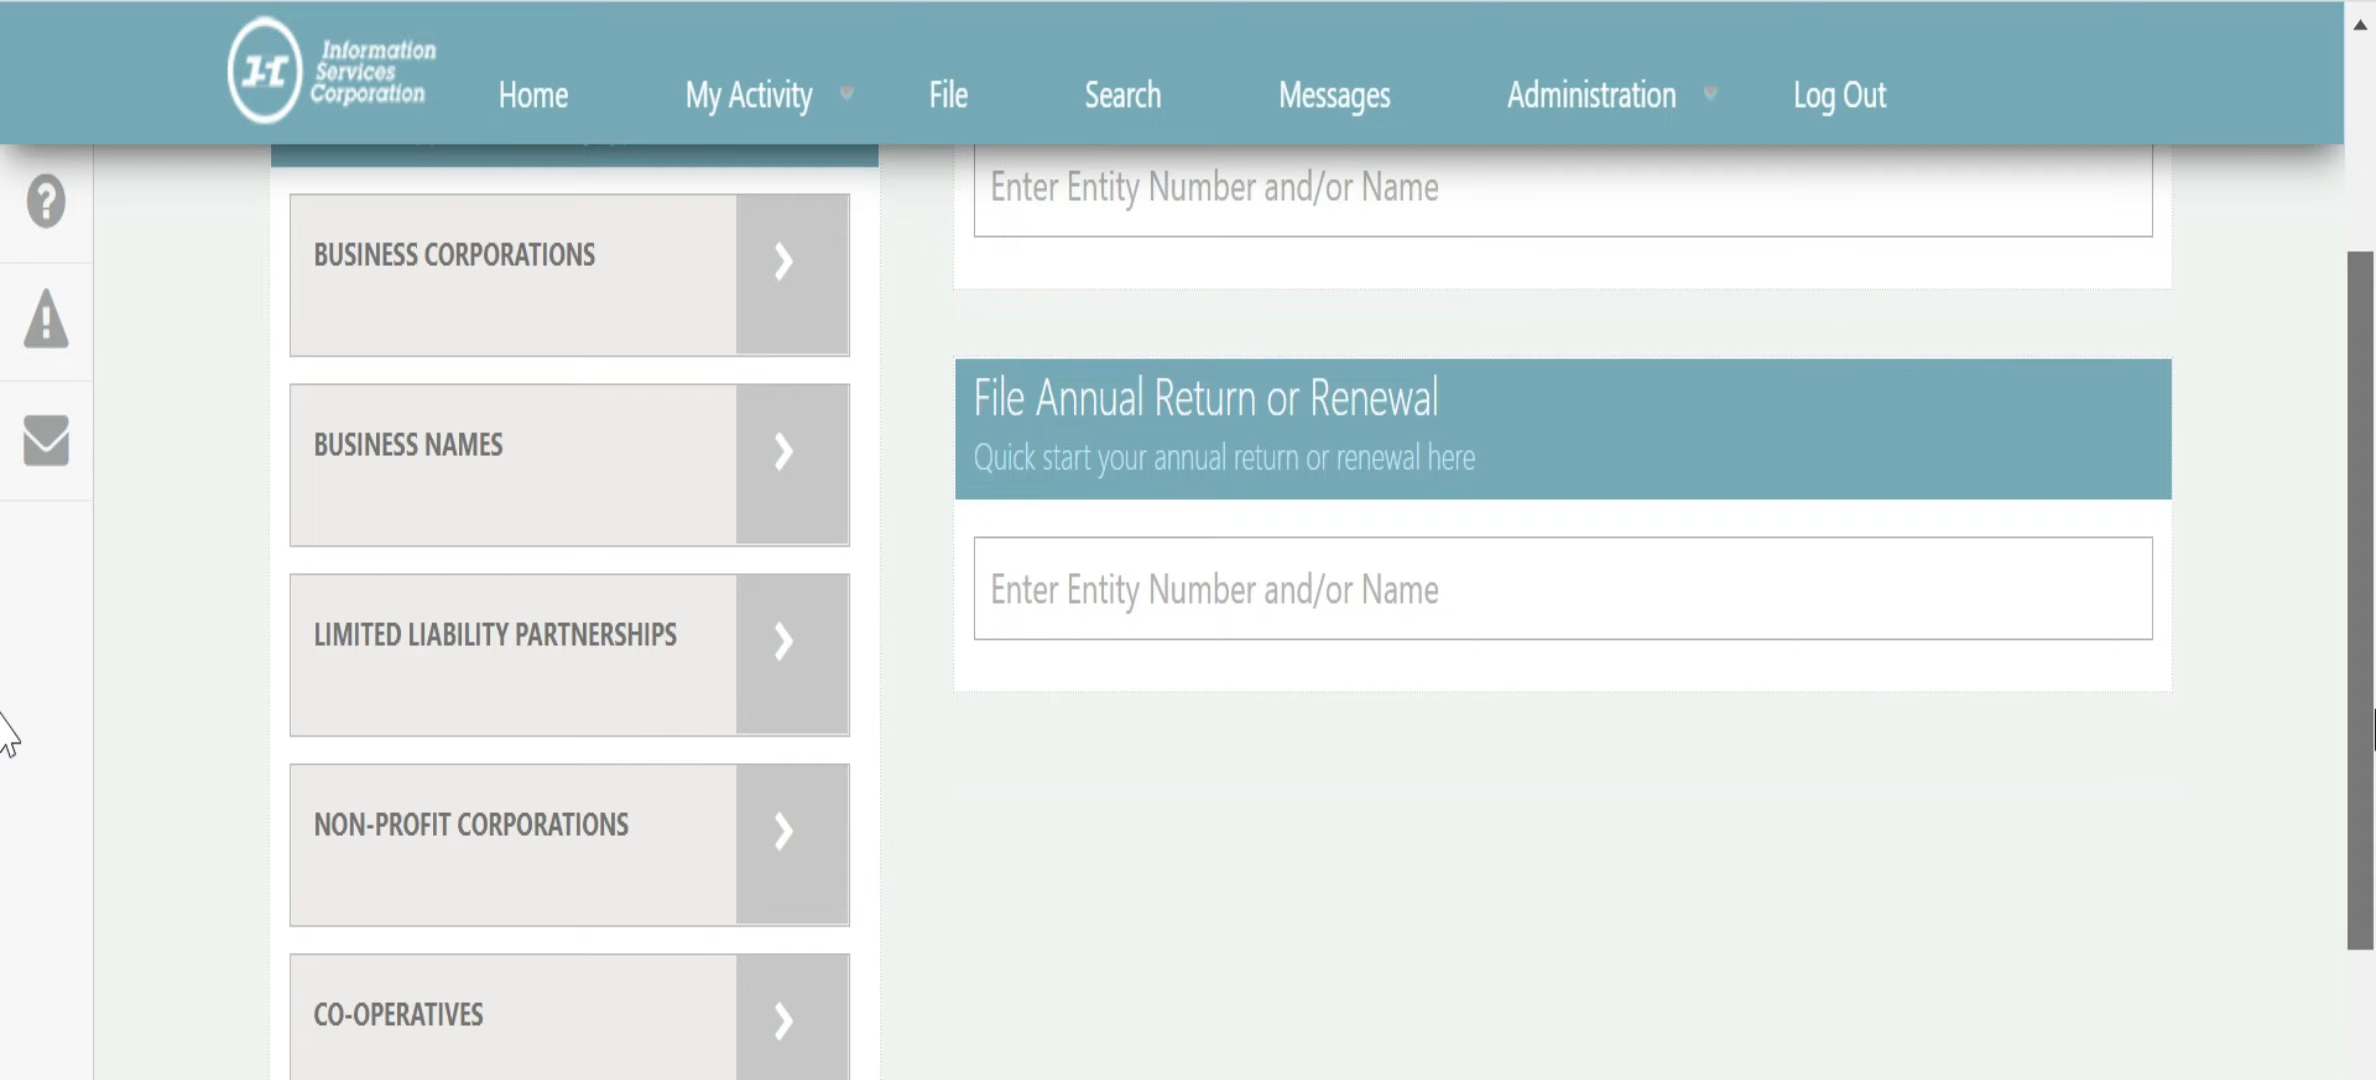 Information
Services
Corporation
Home
My Activity
File
Search
Messages
Administration
Log Out
Enter Entity Number and/or Name
BUSINESS CORPORATIONS
BUSINESS NAMES
LIMITED LIABILITY PARTNERSHIPS
NON-PROFIT CORPORATIONS
CO-OPERATIVES
File Annual Return or Renewal
Quick start your annual return or renewal here
Enter Entity Number and/or Name